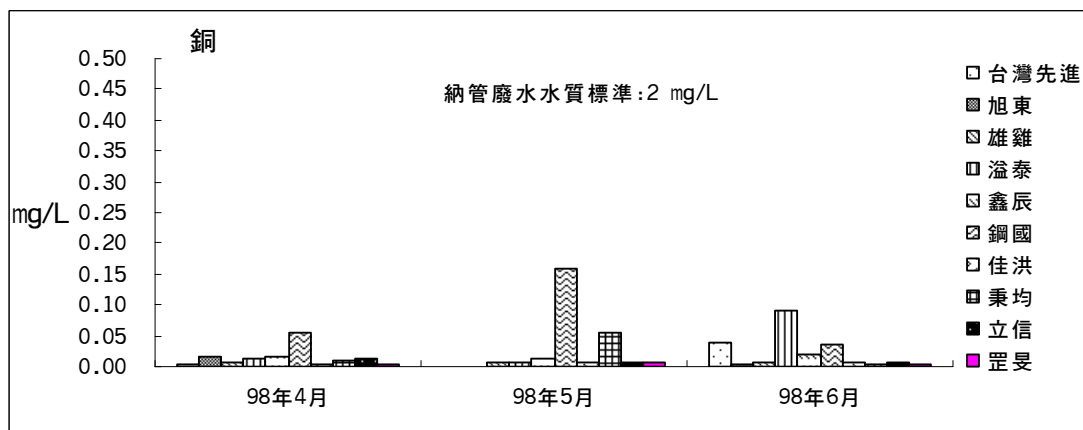 銅
0.50
0.45
0.40
0.35
0.30
0.25
0.20
0.15
0.10
0.05
0.00
mg/L
納管廢水水質標準:2 mg/L
98年4月
98年5月
98年6月
台灣先進
旭東
雄雞
溢泰
鑫辰
鋼國
佳洪
秉均
立信
罡旻